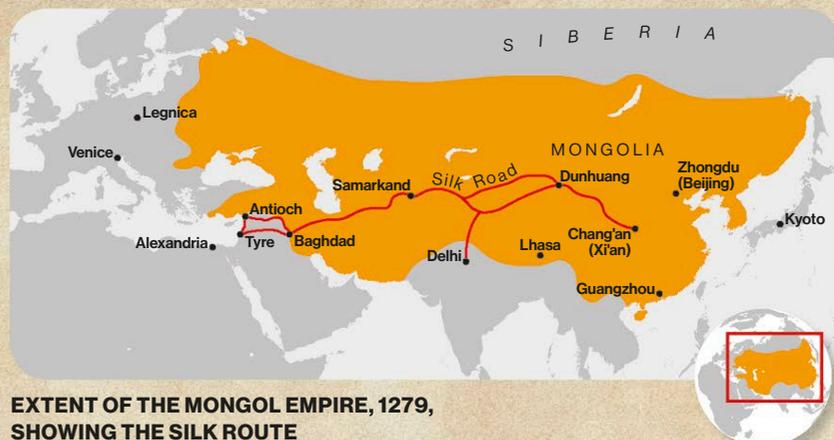 SIBERIA
Legnica
Venice
MONGOLIA
Zhongdu
(Beijing)
Silk Road
Dunhuang
Samarkand
Antioch
Kyoto
Alexandria
Tyre
Baghdad
Chang'an
(Xi'an)
Lhasa
Delhi
Guangzhou
EXTENT OF THE MONGOL EMPIRE, 1279,
SHOWING THE SILK ROUTE